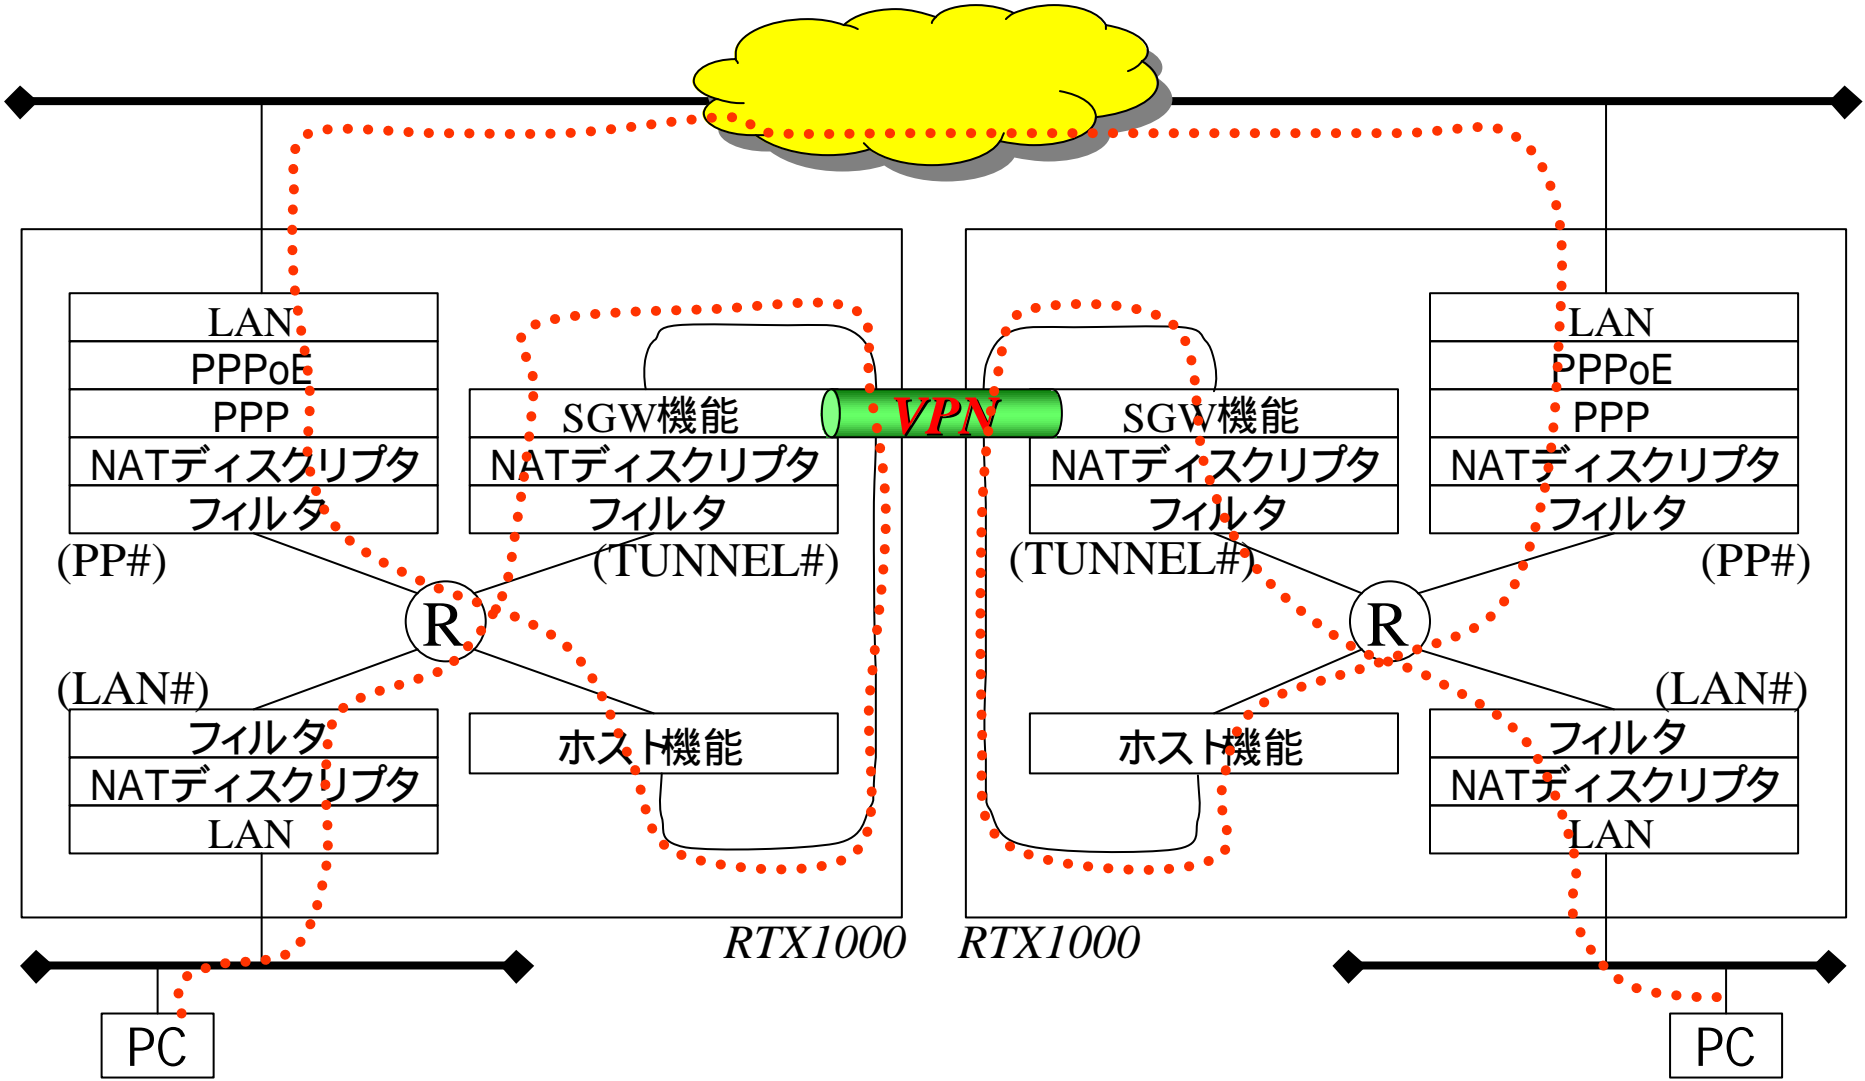 LAN
PPPoE
PPP
NATディスクリプタ
フィルタ
(PP#)
SGW機能
NATディスクリプタ
フィルタ
(TUNNEL#)
VPN
SGW機能
NATディスクリプタ
フィルタ
(TUNNEL#)
LAN
PPPoE
PPP
NATディスクリプタ
フィルタ
(PP#)
R
R
(LAN#)
フィルタ
NATディスクリプタ
LAN
ホスト機能
ホスト機能
(LAN#)
フィルタ
NATディスクリプタ
LAN
RTX1000
RTX1000
PC
PC